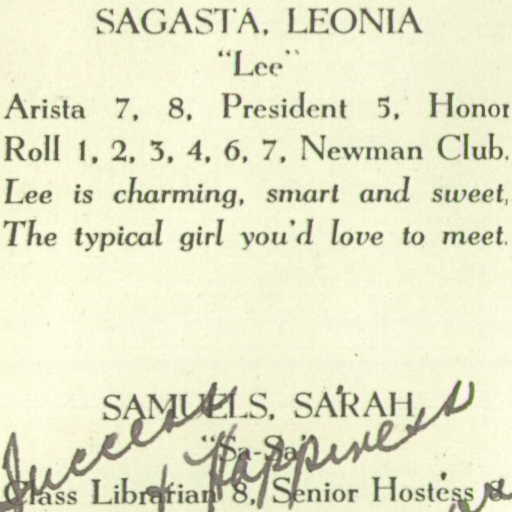 SAGASTA, LEONIA
"Lee"
Arista 7, 8, President 5, Honor
Roll 1, 2, 3, 4, 6, 7, Newman Club.
Lee is charming, smart and sweet,
The typical girl you'd love to meet.
SAMUELS, SARAH
"Sa-Sa"
Success
& Happiness
Class Librarian 8, Senior Hostess 8